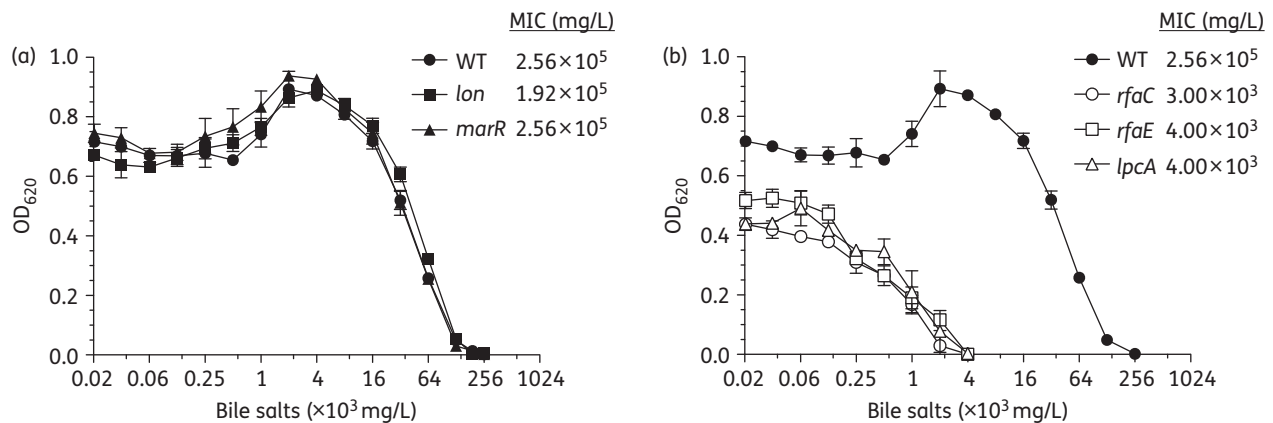 (a)
MIC (mg/L)
WT 2.56×10⁵
lon 1.92×10⁵
marR 2.56×10⁵
OD₆₂₀
1.0
0.8
0.6
0.4
0.2
0.0
0.02 0.06 0.25 1 4 16 64 256 1024
Bile salts (×10³ mg/L)
(b)
MIC (mg/L)
WT 2.56×10⁵
rfaC 3.00×10³
rfaE 4.00×10³
lpcA 4.00×10³
OD₆₂₀
1.0
0.8
0.6
0.4
0.2
0.0
0.02 0.06 0.25 1 4 16 64 256 1024
Bile salts (×10³ mg/L)